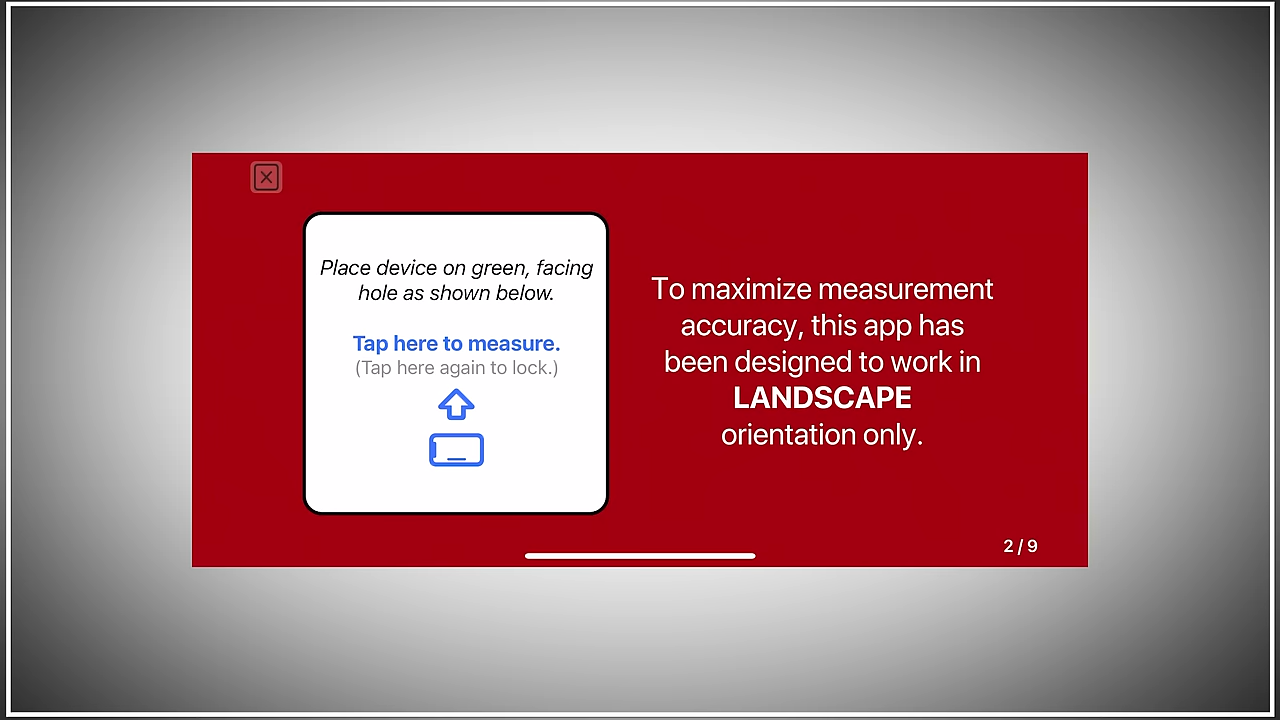 Place device on green, facing
hole as shown below.
Tap here to measure.
(Tap here again to lock.)
To maximize measurement
accuracy, this app has
been designed to work in
LANDSCAPE
orientation only.
2 / 9